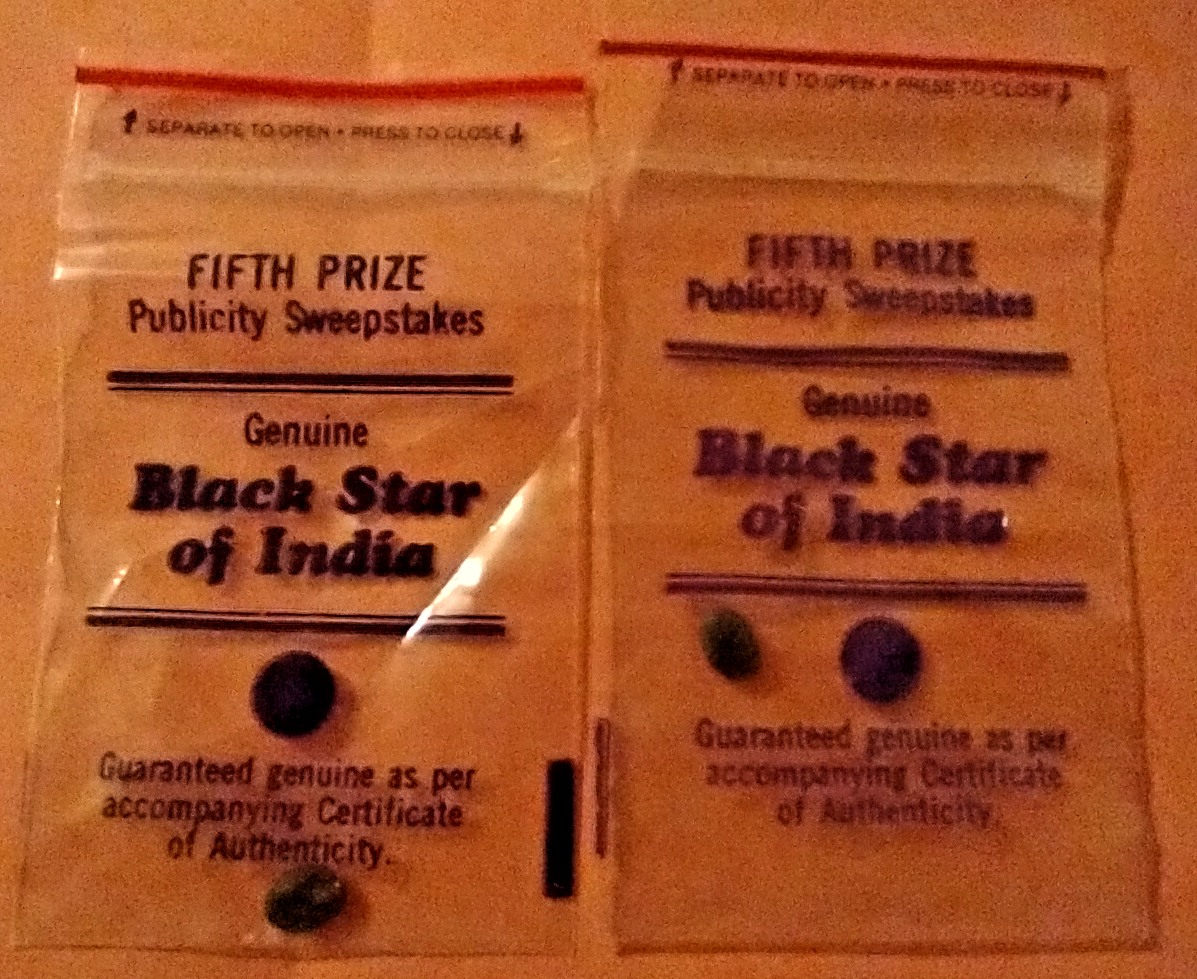 ↑ SEPARATE TO OPEN • PRESS TO CLOSE ↓
FIFTH PRIZE
Publicity Sweepstakes
Genuine
Black Star
of India
Guaranteed genuine as per
accompanying Certificate
of Authenticity.
↑ SEPARATE TO OPEN • PRESS TO CLOSE ↓
FIFTH PRIZE
Publicity Sweepstakes
Genuine
Black Star
of India
Guaranteed genuine as per
accompanying Certificate
of Authenticity.